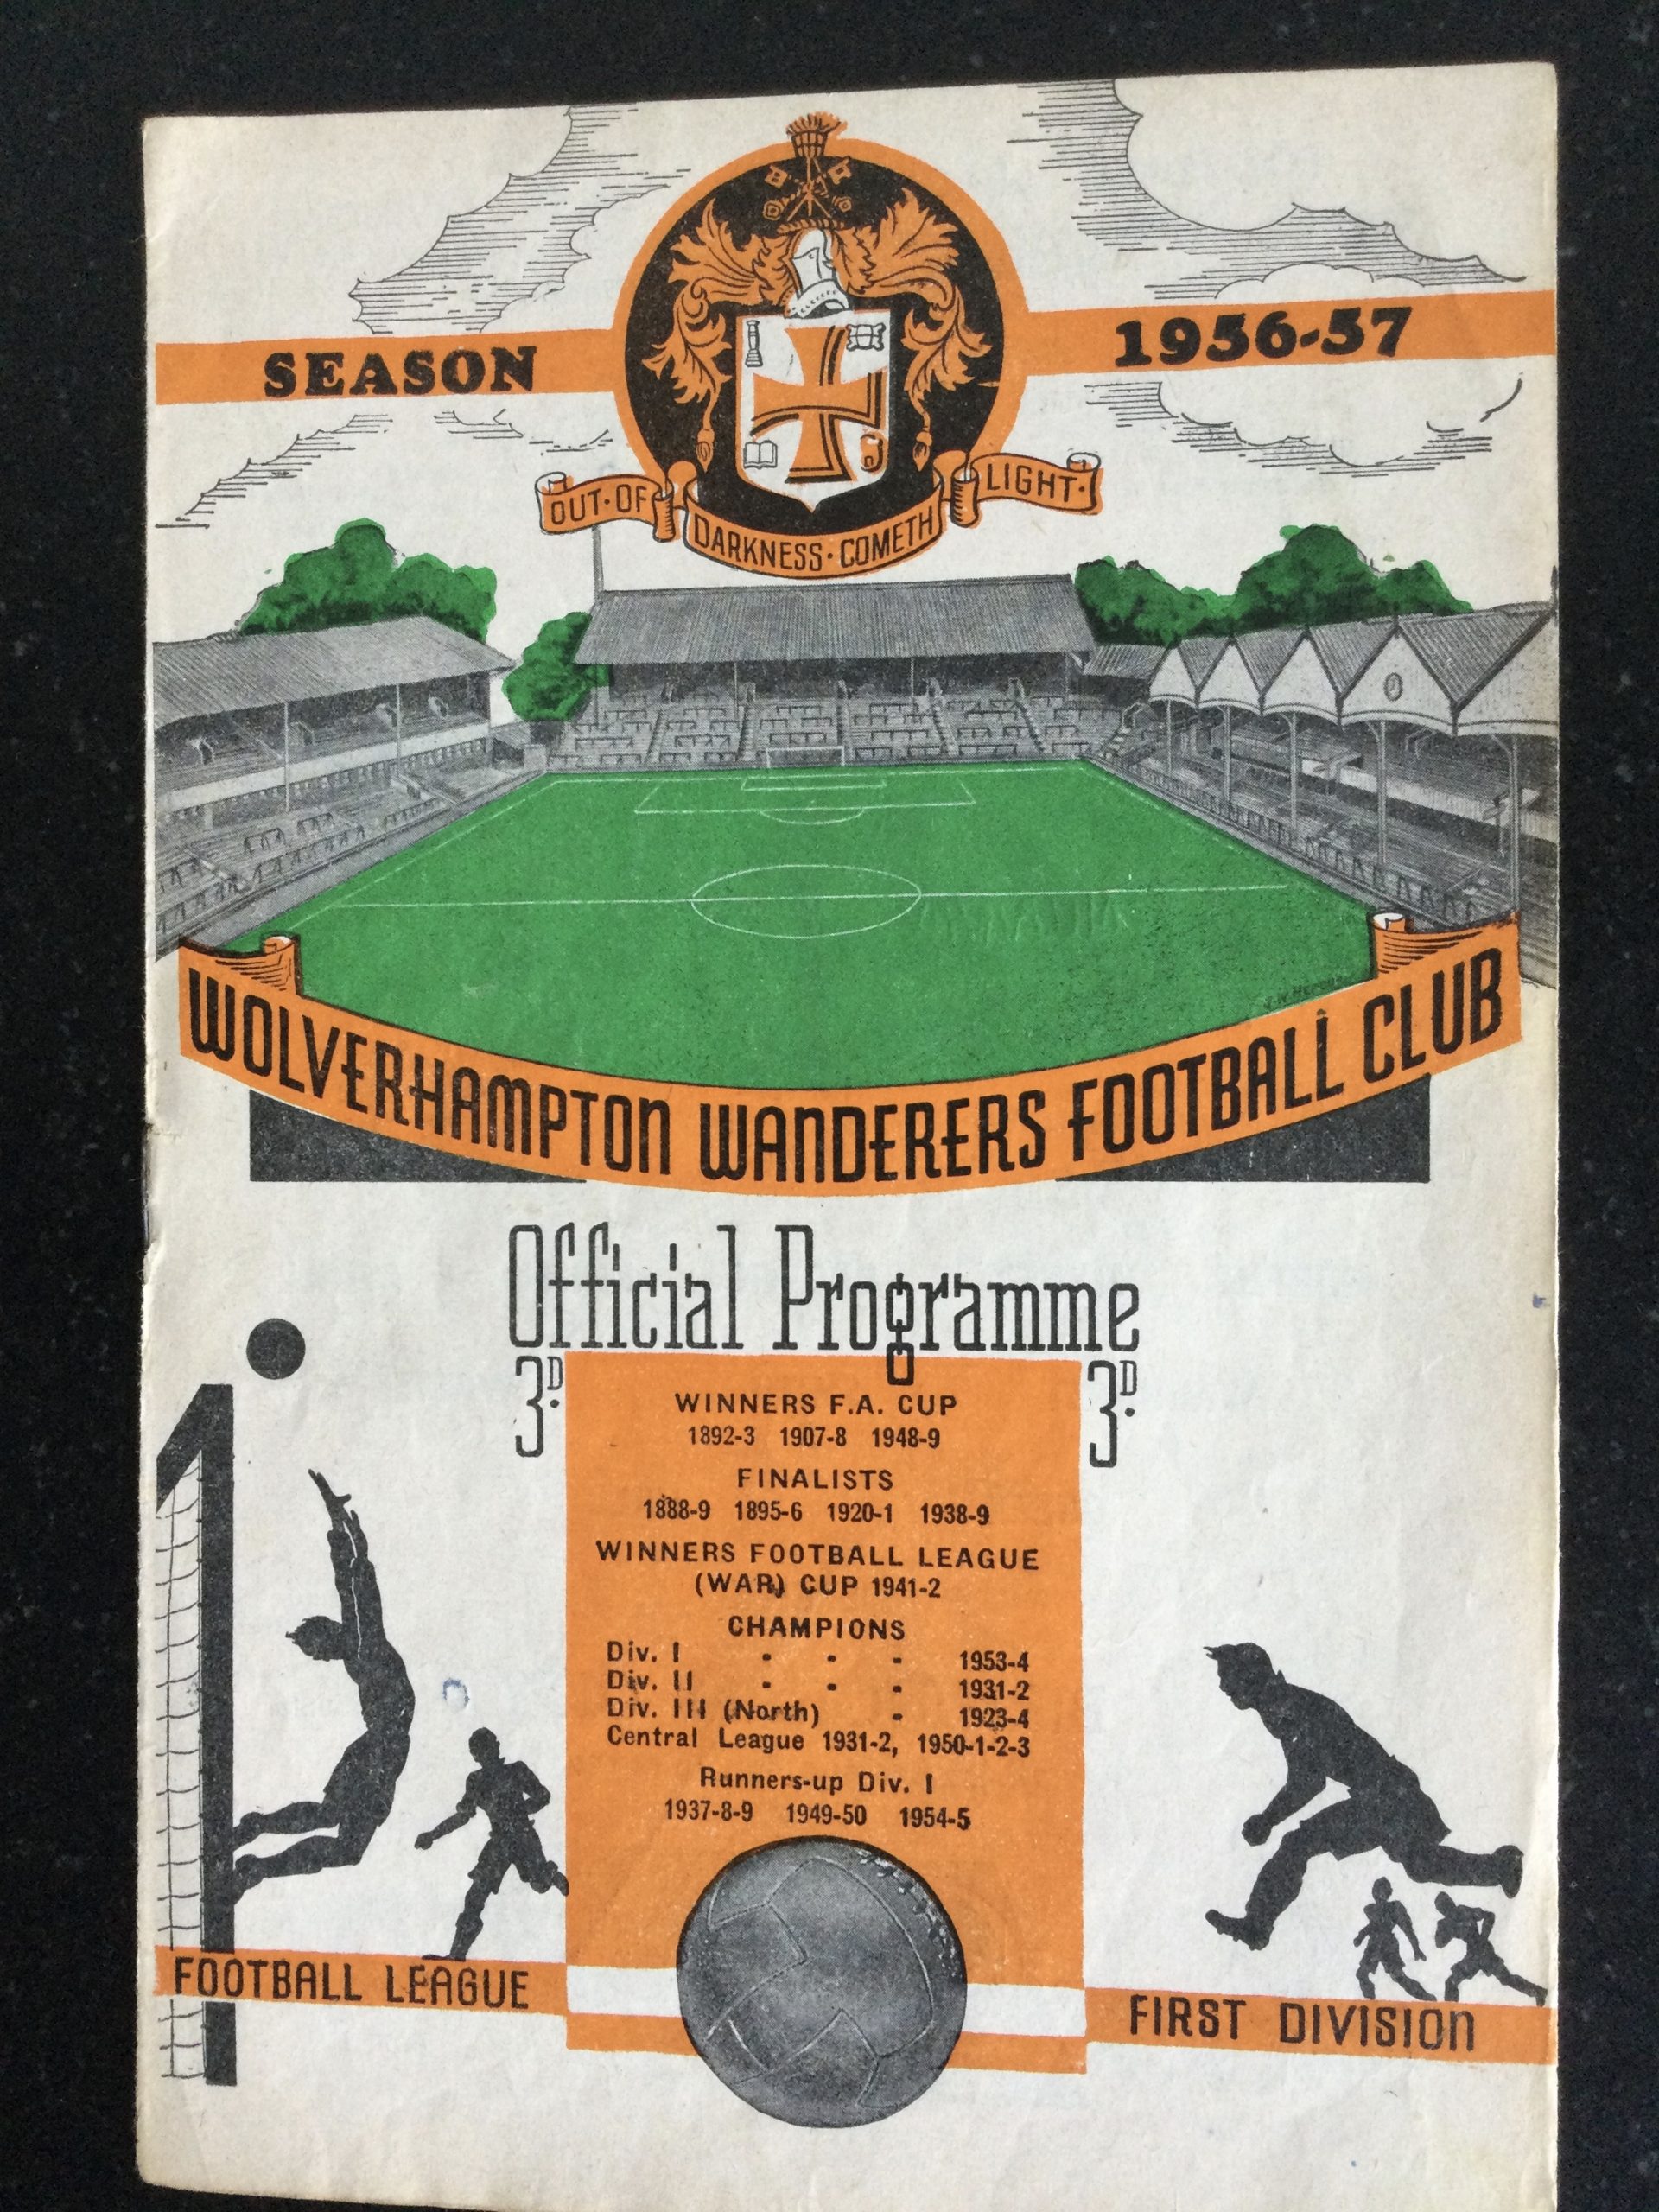 SEASON 1956-57
OUT·OF DARKNESS·COMETH LIGHT·
WOLVERHAMPTON WANDERERS FOOTBALL CLUB
Official Programme
3D. 3D.
WINNERS F.A. CUP
1892-3 1907-8 1948-9
FINALISTS
1888-9 1895-6 1920-1 1938-9
WINNERS FOOTBALL LEAGUE
(WAR) CUP 1941-2
CHAMPIONS
Div. I - - - 1953-4
Div. II - - - 1931-2
Div. III (North) - 1923-4
Central League 1931-2, 1950-1-2-3
Runners-up Div. I
1937-8-9 1949-50 1954-5
FOOTBALL LEAGUE
FIRST DIVISION